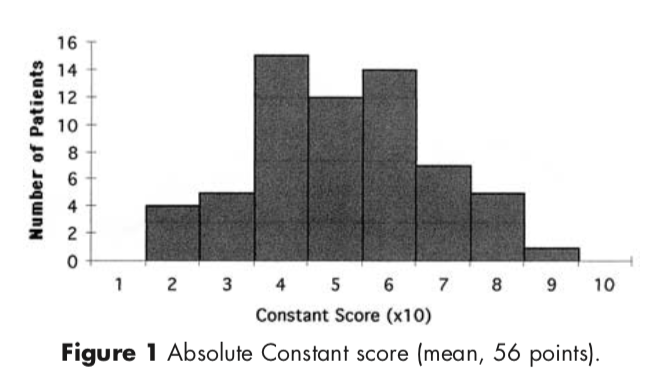 16
14
12
10
8
6
4
2
0
Number of Patients
1 2 3 4 5 6 7 8 9 10
Constant Score (x10)
Figure 1 Absolute Constant score (mean, 56 points).